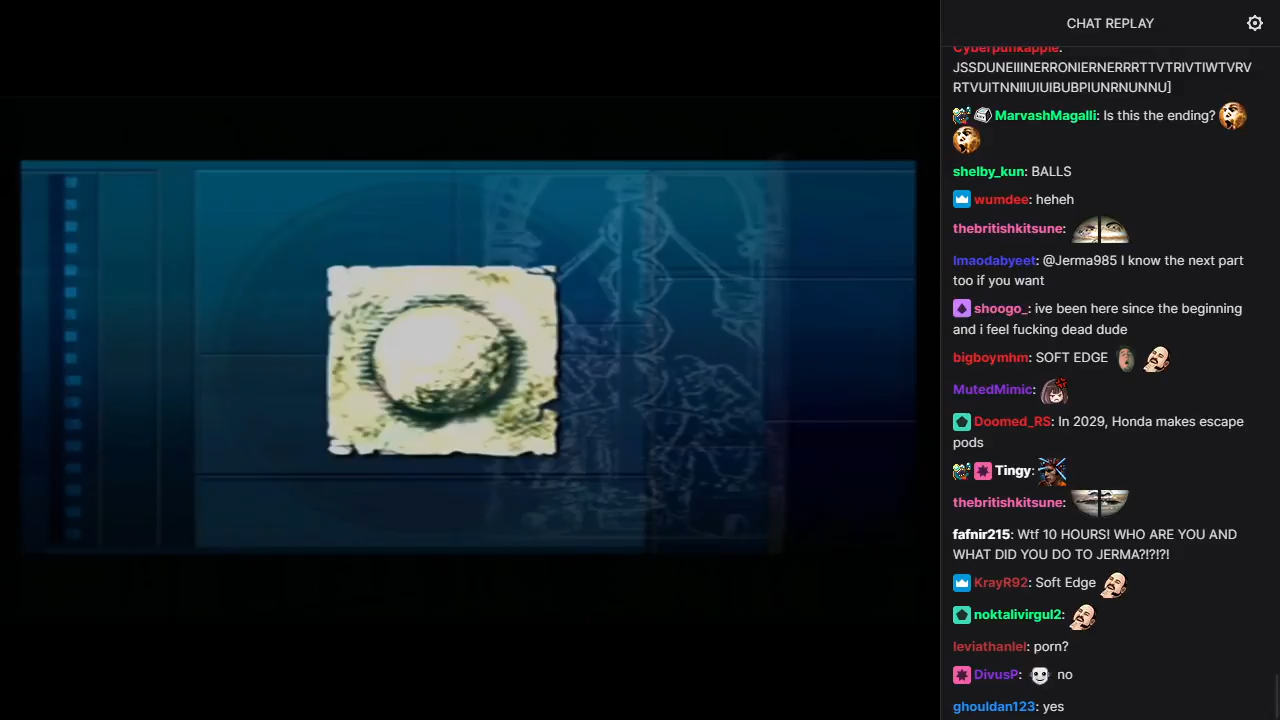 CHAT REPLAY
Cyberpunkapple:
JSSDUNEIIINERRONIERNERRRTTVTRIVTIWTVRV
RTVUITNNIIUIUIBUBPIUNRNUNNU]
MarvashMagalli: Is this the ending?
shelby_kun: BALLS
wumdee: heheh
thebritishkitsune:
lmaodabyeet: @Jerma985 I know the next part
too if you want
shoogo_: ive been here since the beginning
and i feel fucking dead dude
bigboymhm: SOFT EDGE
MutedMimic:
Doomed_RS: In 2029, Honda makes escape
pods
Tingy:
thebritishkitsune:
fafnir215: Wtf 10 HOURS! WHO ARE YOU AND
WHAT DID YOU DO TO JERMA?!?!?!
KrayR92: Soft Edge
noktalivirgul2:
leviathanlel: porn?
DivusP: no
ghouldan123: yes